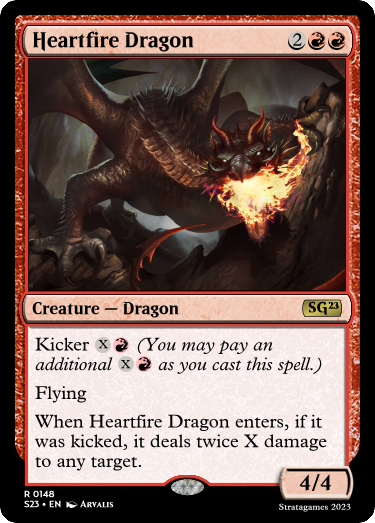 Heartfire Dragon 2
Creature — Dragon SG23
Kicker X (You may pay an
additional X as you cast this spell.)
Flying
When Heartfire Dragon enters, if it
was kicked, it deals twice X damage
to any target.
4/4
R 0148
S23 • EN Arvalis
Stratagames 2023